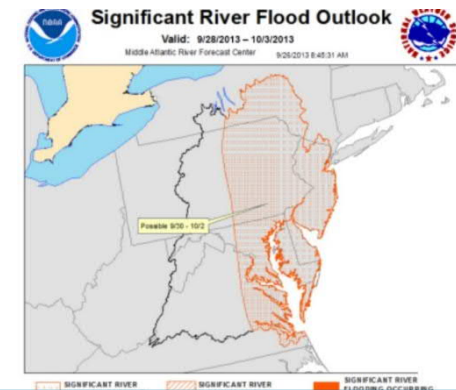 Significant River Flood Outlook
Valid: 9/28/2013 – 10/3/2013
Middle Atlantic River Forecast Center
9/28/2013 8:45:31 AM
Possible 9/30 - 10/2
SIGNIFICANT RIVER
SIGNIFICANT RIVER
SIGNIFICANT RIVER
FLOODING OCCURRING